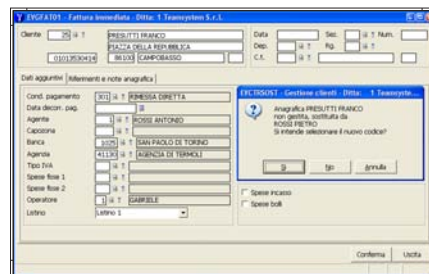 EYGFAT01 - Fattura Immediata - Ditta: 1 Teamsystem S.r.l.
Cliente 25 PRESUTTI FRANCO
PIAZZA DELLA REPUBBLICA
01013530414 86100 CAMPOBASSO
Data Sez. Num.
Dep. Rg.
C.f.
Dati aggiuntivi Riferimenti e note anagrafica
Cond. pagamento 301 RIMESSA DIRETTA
Data decorr. pag.
Agente 1 ROSSI ANTONIO
Capozona
Banca 1025 SAN PAOLO DI TORINO
Agenzia 41130 AGENZIA DI TERMOLI
Tipo IVA
Spese fisse 1
Spese fisse 2
Operatore 1 GABRIELE
Listino Listino 1
EYCTRSOST - Gestione clienti - Ditta: 1 Teamsyste...
Anagrafica PRESUTTI FRANCO
non gestita, sostituita da
ROSSI PIETRO
Si intende selezionare il nuovo codice?
Si No Annulla
Spese incasso
Spese bolli
Conferma Uscita